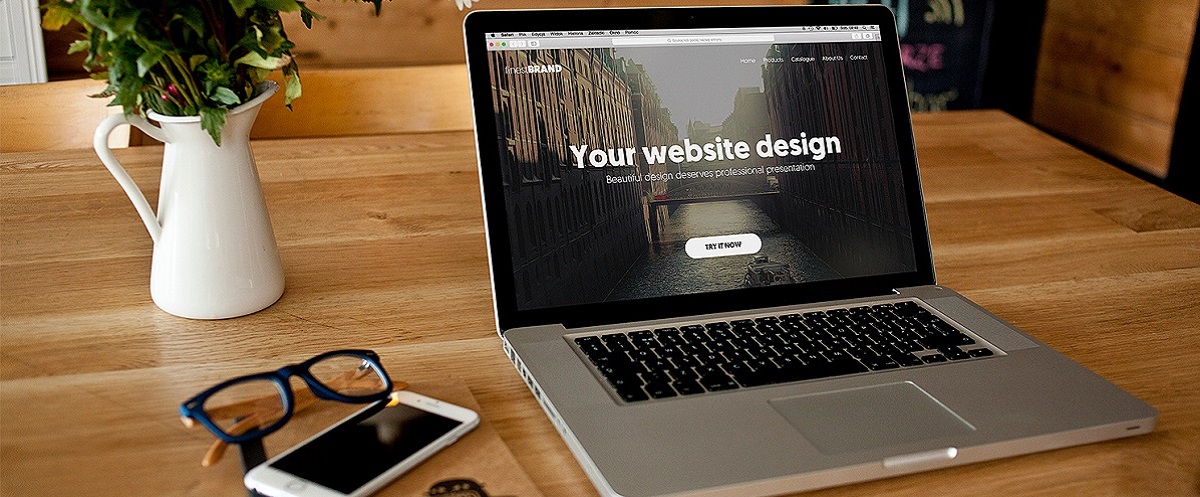 Safari Plik Edycja Widok Historia Zakładki Okno Pomoc
finestBRAND
Home Products Catalogue About Us Contact
Your website design
Beautiful design deserves professional presentation
TRY IT NOW